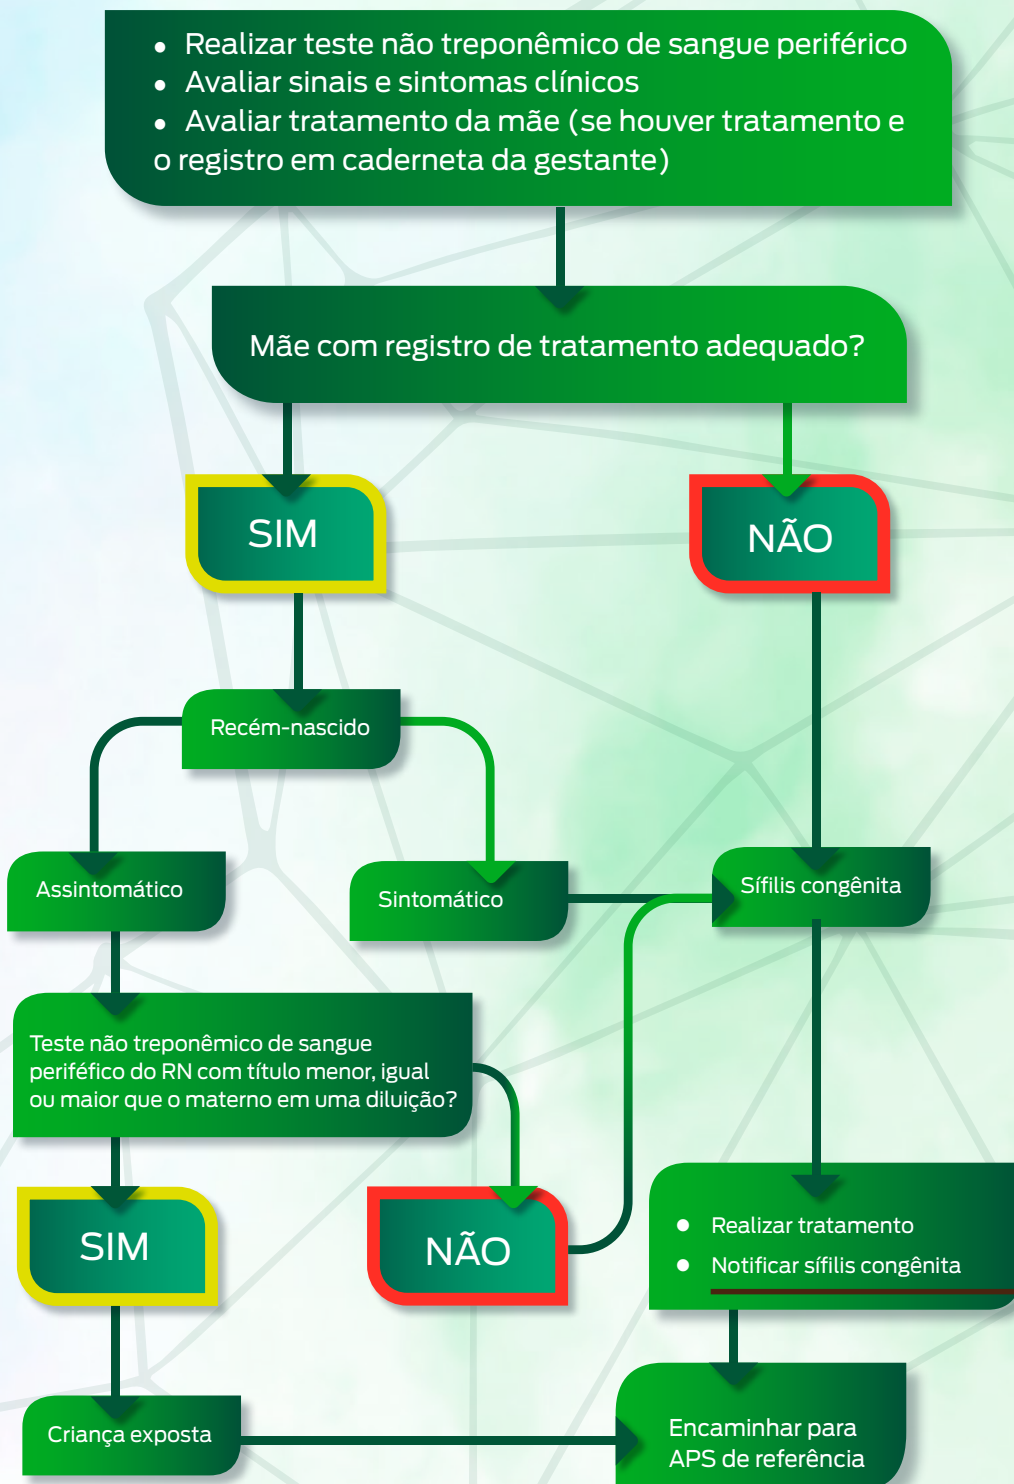 • Realizar teste não treponêmico de sangue periférico
• Avaliar sinais e sintomas clínicos
• Avaliar tratamento da mãe (se houver tratamento e
o registro em caderneta da gestante)
Mãe com registro de tratamento adequado?
SIM
NÃO
Recém-nascido
Assintomático
Sintomático
Sífilis congênita
Teste não treponêmico de sangue
periféfico do RN com título menor, igual
ou maior que o materno em uma diluição?
SIM
NÃO
• Realizar tratamento
• Notificar sífilis congênita
Criança exposta
Encaminhar para
APS de referência